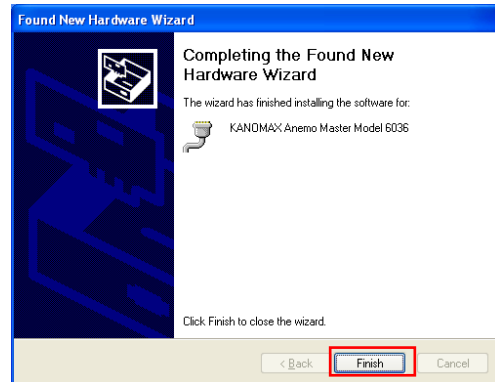 Found New Hardware Wizard
Completing the Found New
Hardware Wizard
The wizard has finished installing the software for:
KANOMAX Anemo Master Model 6036
Click Finish to close the wizard.
< Back
Finish
Cancel